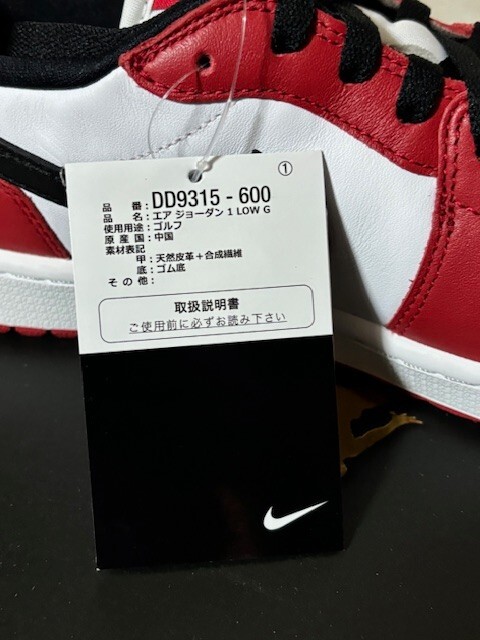 ①
品 番：DD9315 - 600
品 名：エア ジョーダン 1 LOW G
使用用途：ゴルフ
原 産 国：中国
素材表記
甲：天然皮革＋合成繊維
底：ゴム底
そ の 他：
取扱説明書
ご使用前に必ずお読み下さい